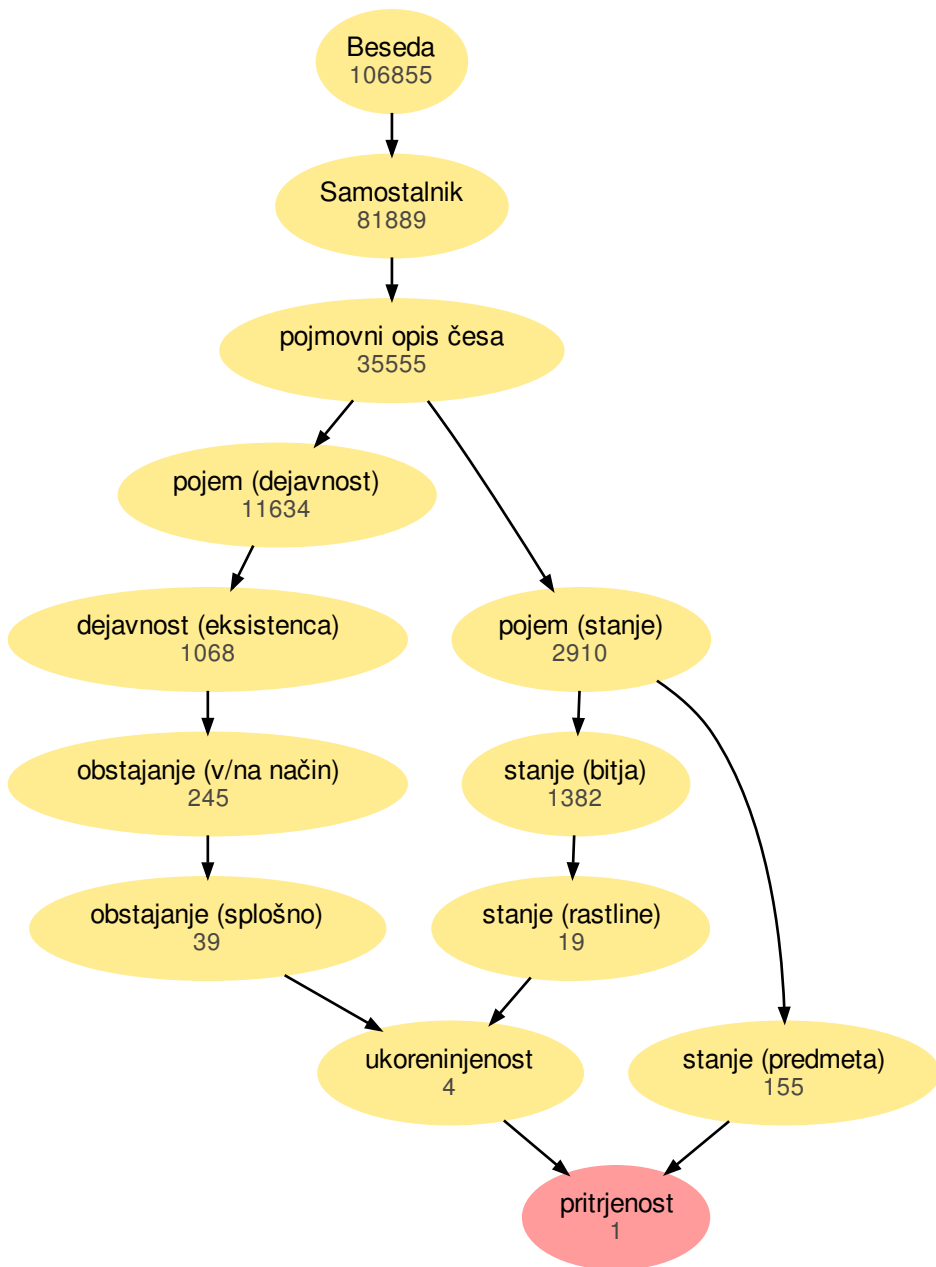 Beseda
106855
Samostalnik
81889
pojmovni opis česa
35555
pojem (dejavnost)
11634
dejavnost (eksistenca)
1068
pojem (stanje)
2910
obstajanje (v/na način)
245
stanje (bitja)
1382
obstajanje (splošno)
39
stanje (rastline)
19
ukoreninjenost
4
stanje (predmeta)
155
pritrjenost
1